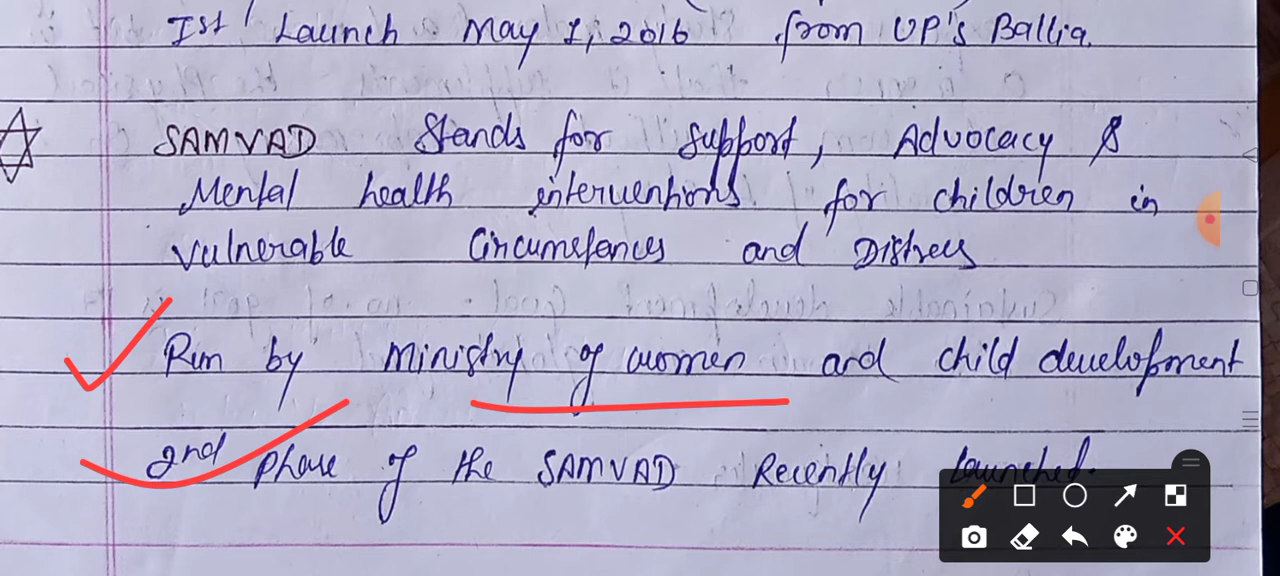 Ist Launch May 1, 2016 from UP's Ballia.
SAMVAD Stands for Support, Advocacy &
Mental health interventions for children in
Vulnerable Circumstances and Distress
Run by Ministry of women and child development
2nd Phase of the SAMVAD Recently Launched.